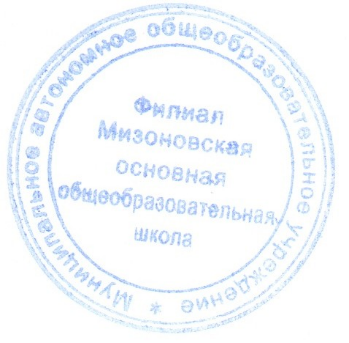 * Муниципальное автономное общеобразовательное учреждение
Филиал
Мизоновская
основная
общеобразовательная
школа